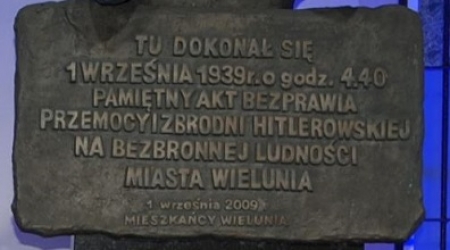 TU DOKONAŁ SIĘ
1 WRZEŚNIA 1939r. o godz. 4.40
PAMIĘTNY AKT BEZPRAWIA
PRZEMOCY I ZBRODNI HITLEROWSKIEJ
NA BEZBRONNEJ LUDNOŚCI
MIASTA WIELUNIA
1 września 2009r.
MIESZKAŃCY WIELUNIA